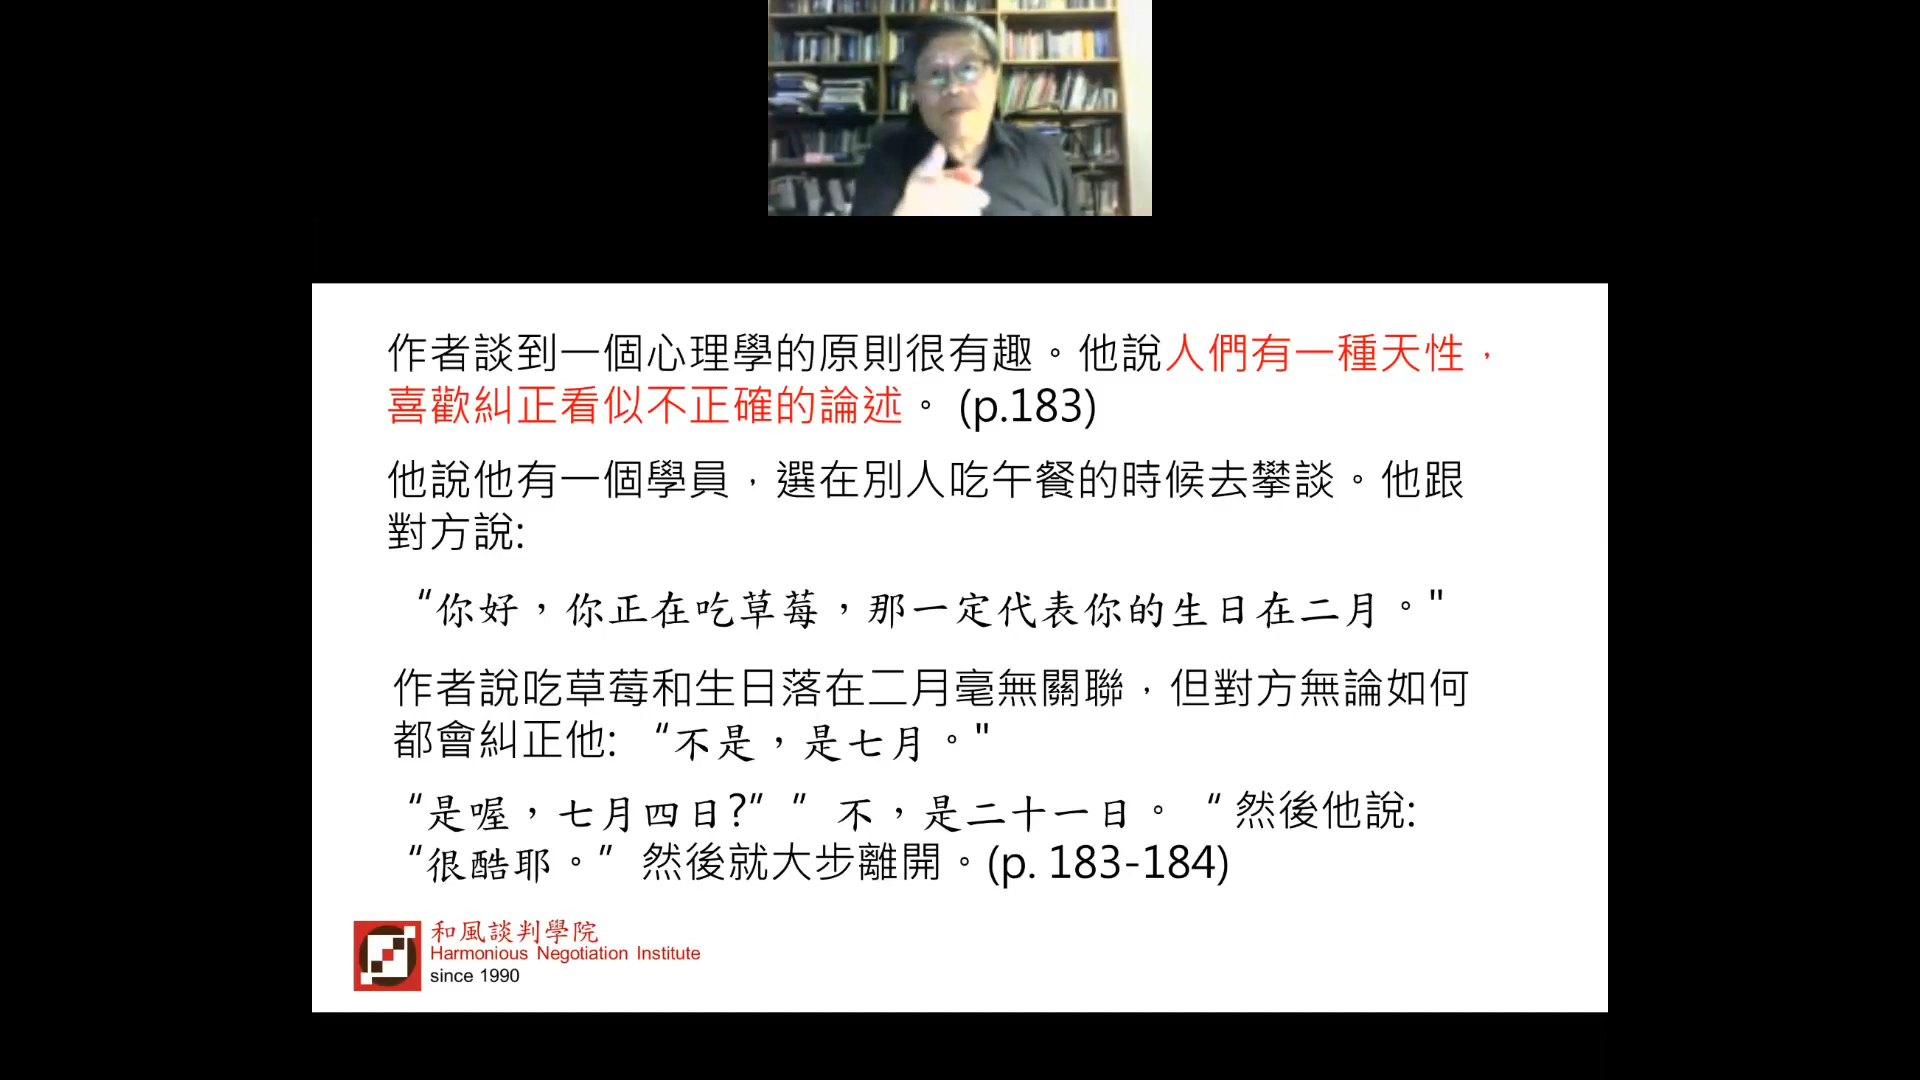 作者談到一個心理學的原則很有趣。他說人們有一種天性，
喜歡糾正看似不正確的論述。 (p.183)
他說他有一個學員，選在別人吃午餐的時候去攀談。他跟
對方說:
“你好，你正在吃草莓，那一定代表你的生日在二月。"
作者說吃草莓和生日落在二月毫無關聯，但對方無論如何
都會糾正他: “不是，是七月。"
“是喔，七月四日?” ”不，是二十一日。“ 然後他說:
“很酷耶。” 然後就大步離開。(p. 183-184)
和風談判學院
Harmonious Negotiation Institute
since 1990